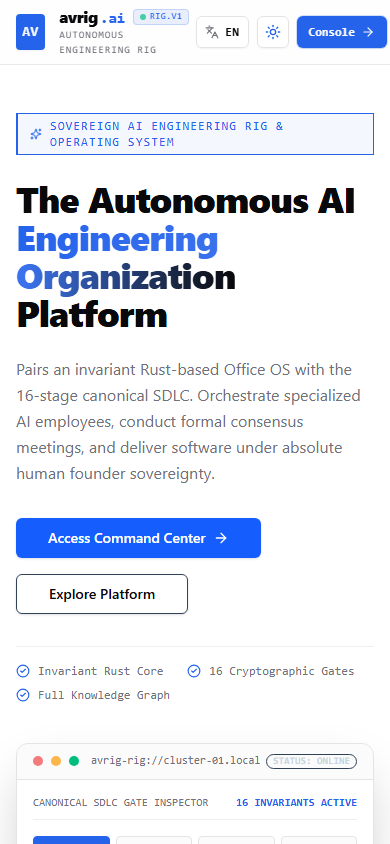 AV
avrig.ai
RIG.V1
AUTONOMOUS
ENGINEERING RIG
EN
Console
SOVEREIGN AI ENGINEERING RIG &
OPERATING SYSTEM
The Autonomous AI
Engineering
Organization
Platform
Pairs an invariant Rust-based Office OS with the
16-stage canonical SDLC. Orchestrate specialized
AI employees, conduct formal consensus
meetings, and deliver software under absolute
human founder sovereignty.
Access Command Center
Explore Platform
Invariant Rust Core
16 Cryptographic Gates
Full Knowledge Graph
avrig-rig://cluster-01.local
STATUS: ONLINE
CANONICAL SDLC GATE INSPECTOR
16 INVARIANTS ACTIVE